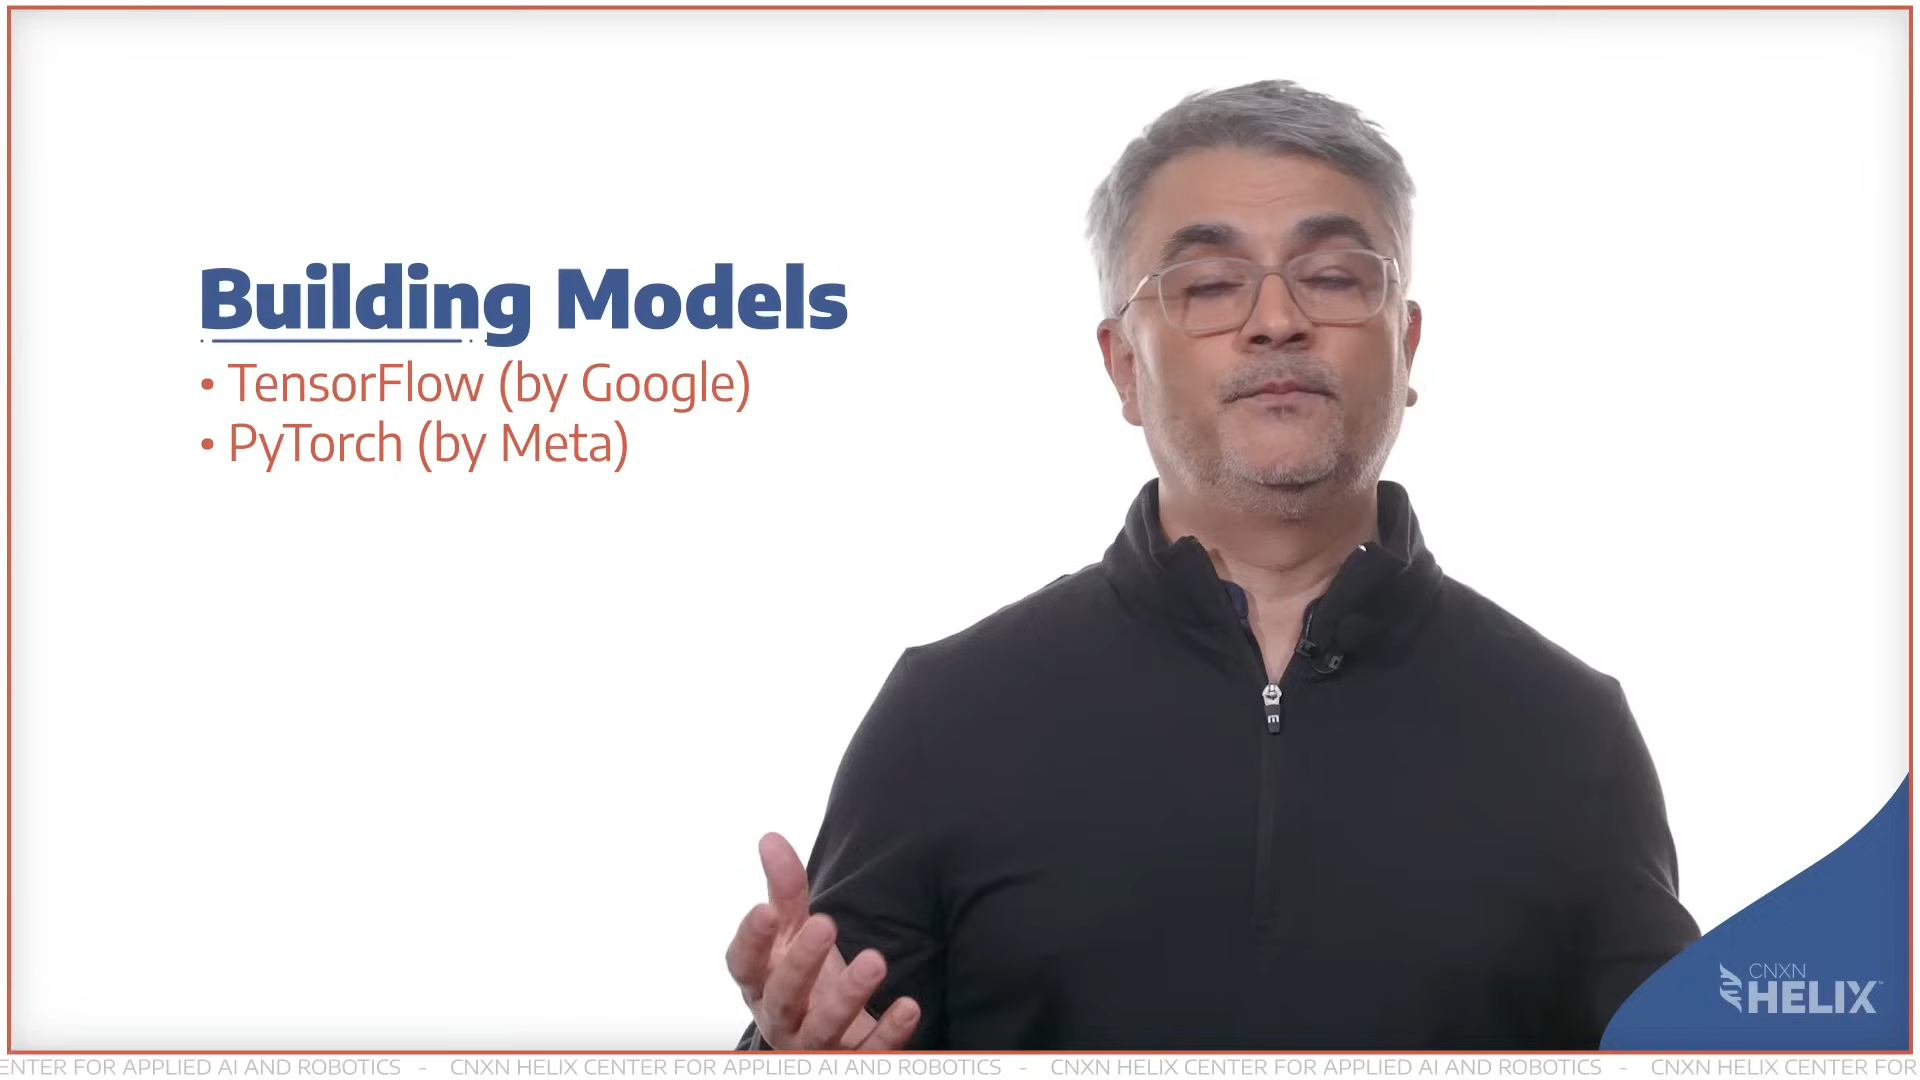 Building Models
• TensorFlow (by Google)
• PyTorch (by Meta)
CNXN
HELIX™
ENTER FOR APPLIED AI AND ROBOTICS - CNXN HELIX CENTER FOR APPLIED AI AND ROBOTICS - CNXN HELIX CENTER FOR APPLIED AI AND ROBOTICS - CNXN HELIX CENTER FOR